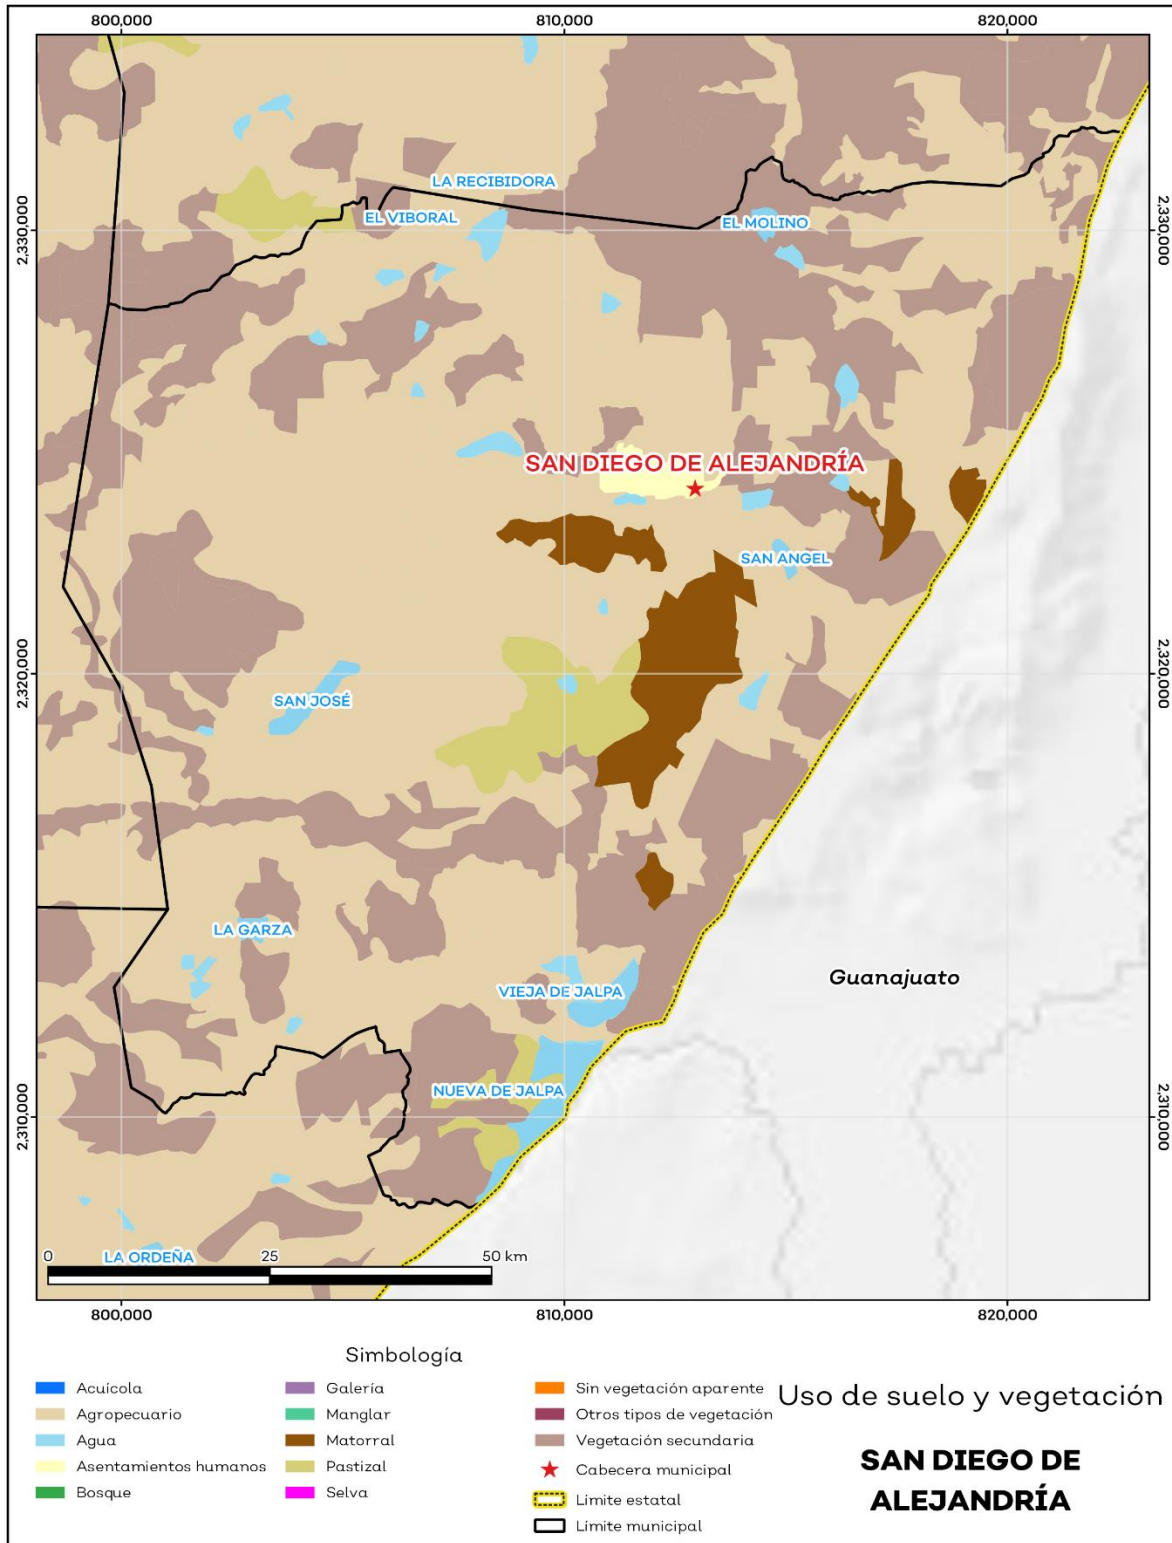 800,000
810,000
820,000
LA RECIBIDORA
EL VIBORAL
EL MOLINO
2,330,000
2,330,000
SAN DIEGO DE ALEJANDRÍA
SAN ANGEL
2,320,000
2,320,000
SAN JOSÉ
LA GARZA
Guanajuato
VIEJA DE JALPA
NUEVA DE JALPA
2,310,000
2,310,000
LA ORDEÑA
0 25 50 km
800,000
810,000
820,000
Simbología
Acuícola
Agropecuario
Agua
Asentamientos humanos
Bosque
Galería
Manglar
Matorral
Pastizal
Selva
Sin vegetación aparente
Otros tipos de vegetación
Vegetación secundaria
Cabecera municipal
Límite estatal
Límite municipal
Uso de suelo y vegetación
SAN DIEGO DE
ALEJANDRÍA